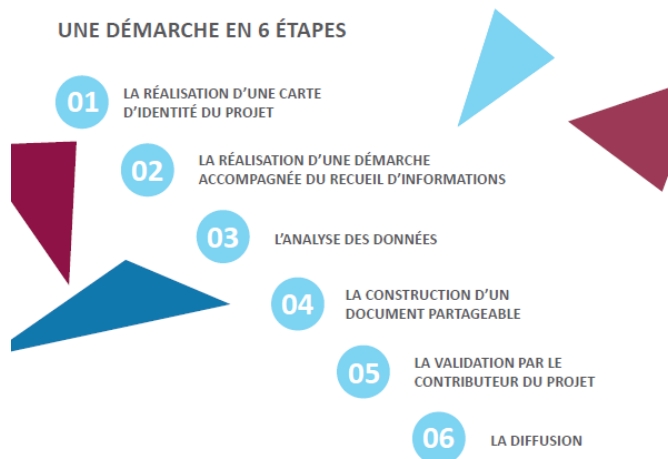 UNE DÉMARCHE EN 6 ÉTAPES
01
LA RÉALISATION D'UNE CARTE
D'IDENTITÉ DU PROJET
02
LA RÉALISATION D'UNE DÉMARCHE
ACCOMPAGNÉE DU RECUEIL D'INFORMATIONS
03
L'ANALYSE DES DONNÉES
04
LA CONSTRUCTION D'UN
DOCUMENT PARTAGEABLE
05
LA VALIDATION PAR LE
CONTRIBUTEUR DU PROJET
06
LA DIFFUSION